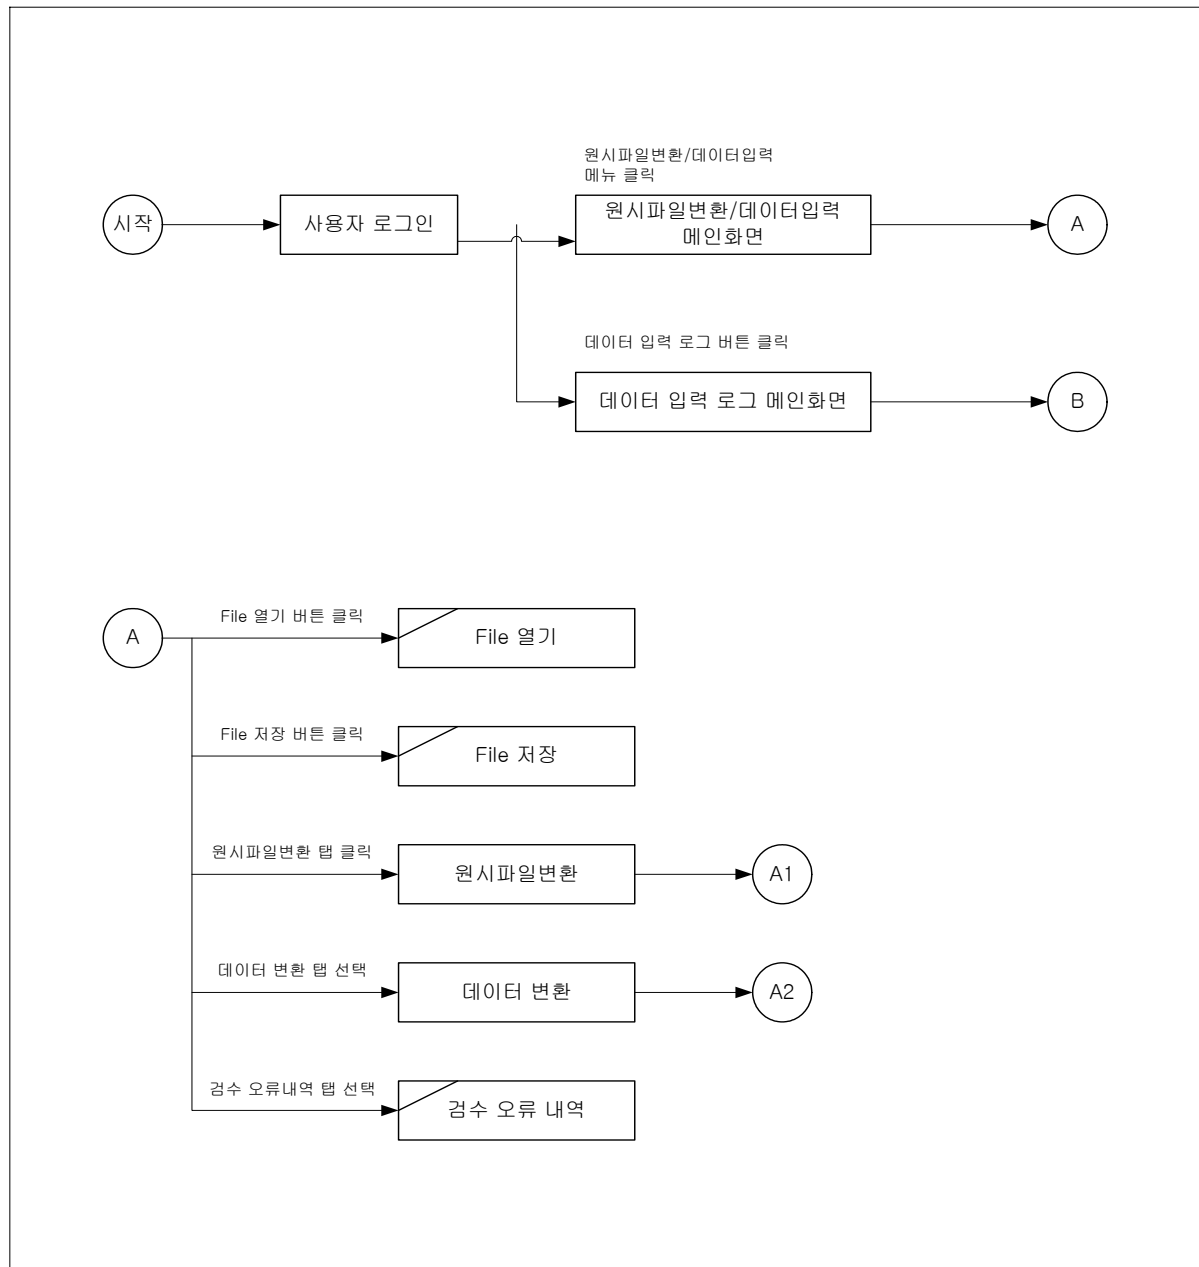 원시파일변환/데이터입력
메뉴 클릭
시작
사용자 로그인
원시파일변환/데이터입력
메인화면
A
데이터 입력 로그 버튼 클릭
데이터 입력 로그 메인화면
B
File 열기 버튼 클릭
A
File 열기
File 저장 버튼 클릭
File 저장
원시파일변환 탭 클릭
원시파일변환
A1
데이터 변환 탭 선택
데이터 변환
A2
검수 오류내역 탭 선택
검수 오류 내역